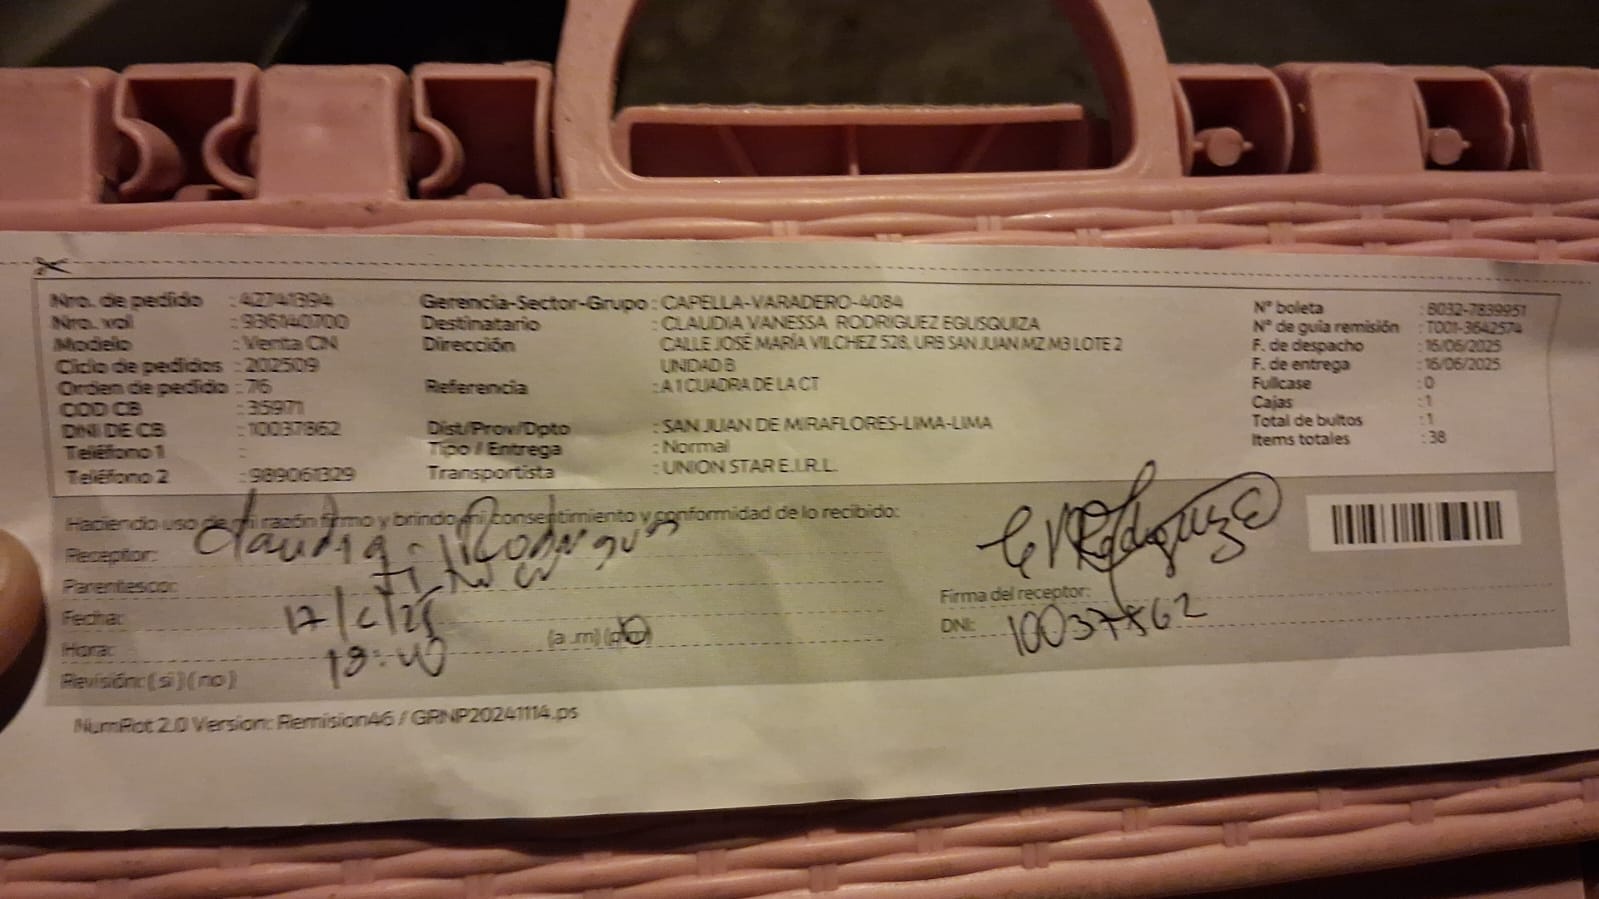 Nro. de pedido : 42741394
Nro. vol : 936140700
Modelo : Venta CN
Ciclo de pedidos : 202509
Orden de pedido : 76
COD CB : 35971
DNI DE CB : 10037862
Teléfono 1 :
Teléfono 2 : 989061329
Gerencia-Sector-Grupo : CAPELLA-VARADERO-4084
Destinatario : CLAUDIA VANESSA RODRIGUEZ EGUSQUIZA
Dirección CALLE JOSÉ MARÍA VILCHEZ 528, URB SAN JUAN MZ M3 LOTE 2
UNIDAD B
Referencia : A 1 CUADRA DE LA CT
Dist/Prov/Dpto : SAN JUAN DE MIRAFLORES-LIMA-LIMA
Tipo / Entrega : Normal
Transportista : UNION STAR E.I.R.L.
N° boleta : B032-7839951
N° de guía remisión : T001-3642574
F. de despacho : 16/06/2025
F. de entrega : 16/06/2025
Fullcase : 0
Cajas : 1
Total de bultos : 1
Items totales : 38
Haciendo uso de mi razón firmo y brindo mi consentimiento y conformidad de lo recibido:
Receptor: Claudia
Parentesco:
Fecha: 17/6/25
Hora: (a .m) (p
Revisión: ( si ) ( no )
Firma del receptor:
DNI: 10037862
NumRot 2.0 Version: Remision46 / GRNP20241114.ps